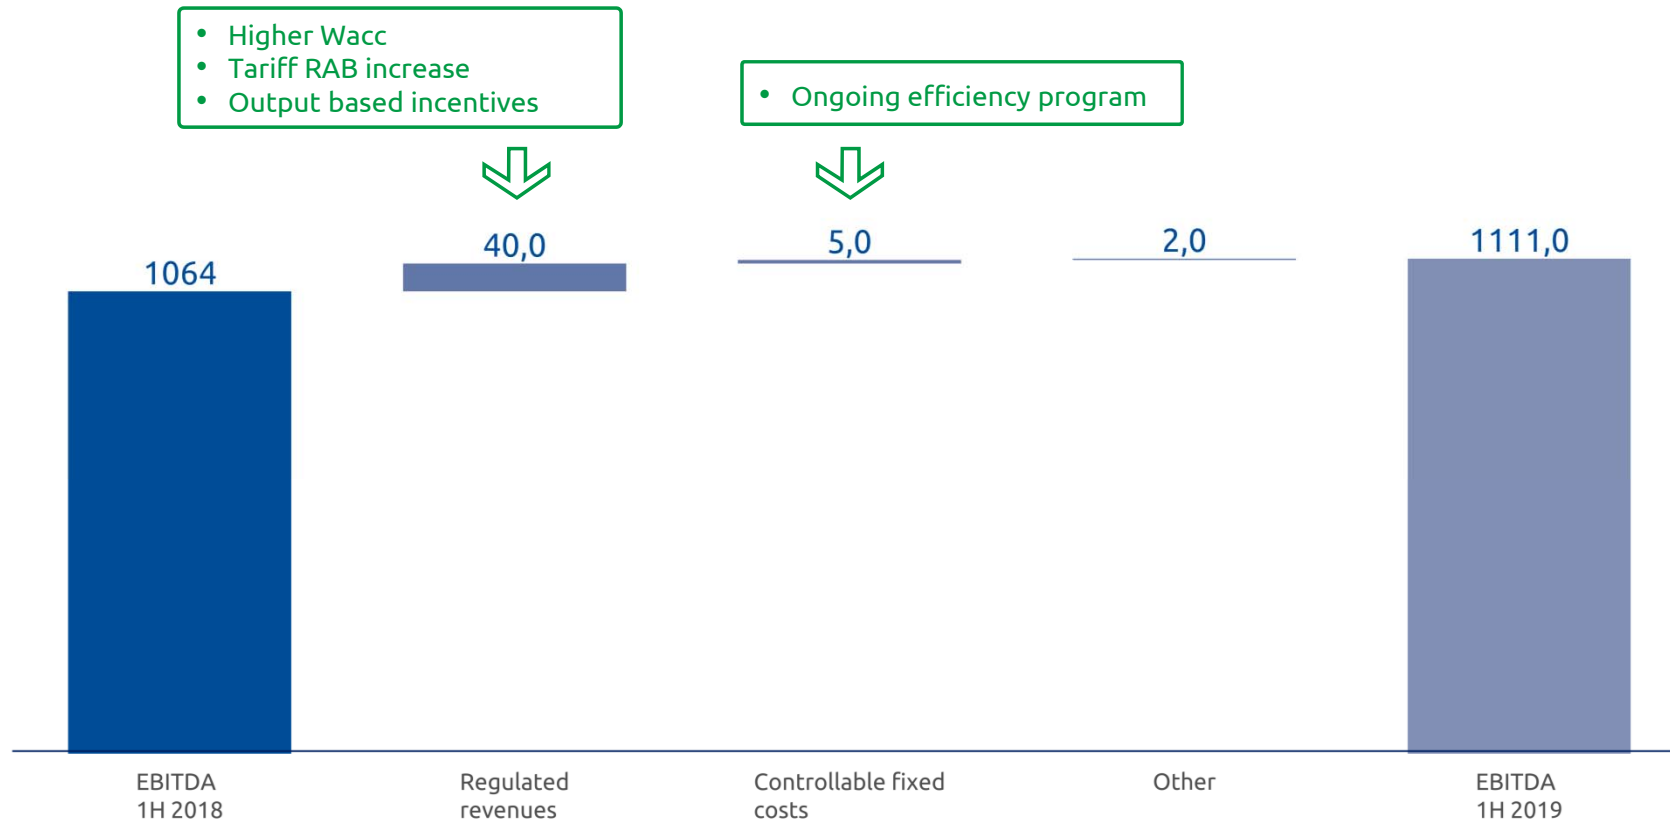 • Higher Wacc
• Tariff RAB increase
• Output based incentives
• Ongoing efficiency program
1064
40,0
5,0
2,0
1111,0
EBITDA
1H 2018
Regulated
revenues
Controllable fixed
costs
Other
EBITDA
1H 2019